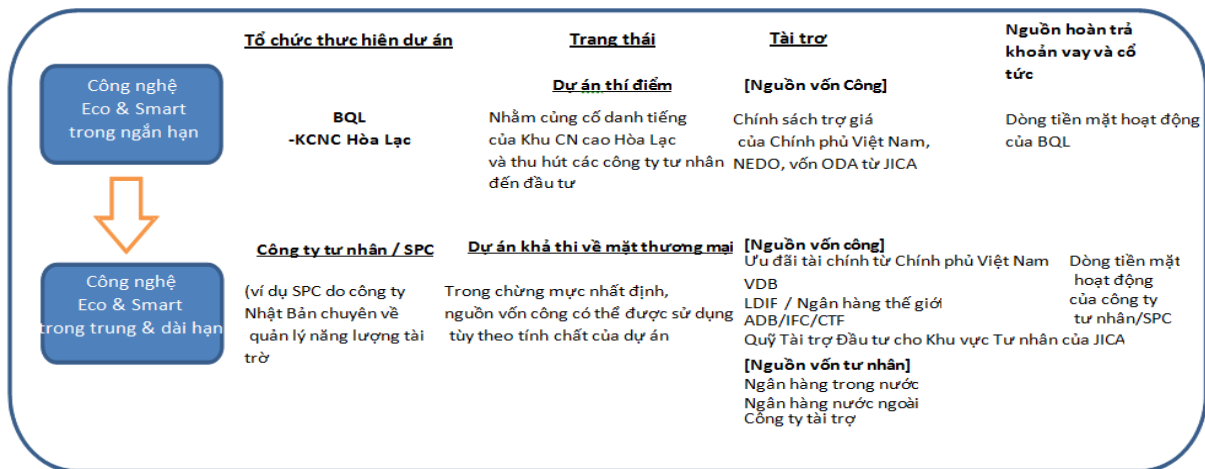 Tổ chức thực hiên dư án
Trang thái
Tài trơ
Nguồn hoàn trả
khoản vay và cổ
tức
Công nghệ
Eco & Smart
trong ngắn hạn
BQL
-KCNC Hòa Lạc
Dự án thí điểm
Nhằm củng cố danh tiếng
của Khu CN cao Hòa Lạc
và thu hút các công ty tư nhân
đến đầu tư
[Nguồn vốn Công]
Chính sách trợ giá
của Chính phủ Việt Nam,
NEDO, vốn ODA từ JICA
Dòng tiền mặt hoạt động
của BQL
Công nghệ
Eco & Smart
trong trung & dài hạn
Công ty tư nhân / SPC
(ví dụ SPC do công ty
Nhật Bản chuyên về
quản lý năng lượng tài
trờ
Dự án khả thi về mặt thương mại
Trong chừng mực nhất định,
nguồn vốn công có thể được sử dụng
tùy theo tính chất của dự án
[Nguồn vốn công]
Ưu đãi tài chính từ Chính phủ Việt Nam
VDB
LDIF / Ngân hàng thế giới
ADB/IFC/CTF
Quỹ Tài trợ Đầu tư cho Khu vực Tư nhân của JICA
[Nguồn vốn tư nhân]
Ngân hàng trong nước
Ngân hàng nước ngoài
Công ty tài trợ
Dòng tiền mặt
hoạt động
của công ty
tư nhân/SPC